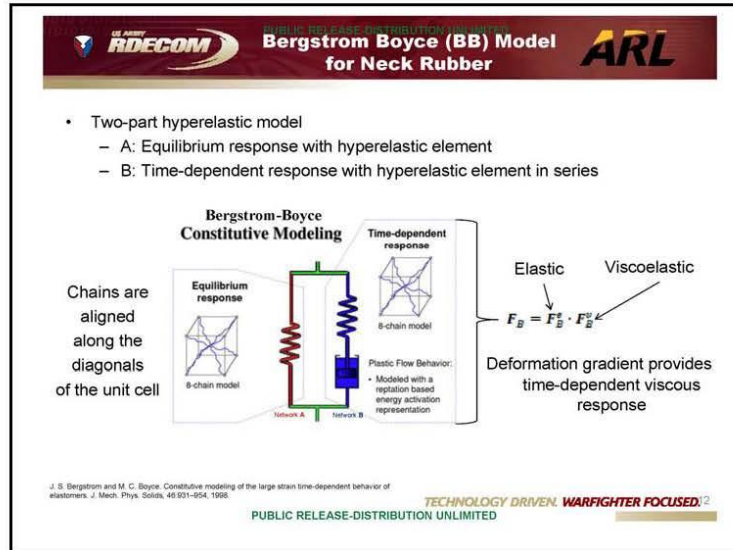 PUBLIC RELEASE-DISTRIBUTION UNLIMITED
US ARMY
RDECOM
Bergstrom Boyce (BB) Model
for Neck Rubber
ARL
• Two-part hyperelastic model
– A: Equilibrium response with hyperelastic element
– B: Time-dependent response with hyperelastic element in series
Bergstrom-Boyce
Constitutive Modeling
Time-dependent
response
8-chain model
Equilibrium
response
8-chain model
Plastic Flow Behavior:
• Modeled with a
reptation based
energy activation
representation
Network A
Network B
Chains are
aligned
along the
diagonals
of the unit cell
Elastic
Viscoelastic
F_B = F_B^e · F_B^v
Deformation gradient provides
time-dependent viscous
response
J. S. Bergstrom and M. C. Boyce. Constitutive modeling of the large strain time-dependent behavior of
elastomers. J. Mech. Phys. Solids, 46:931–954, 1998.
TECHNOLOGY DRIVEN. WARFIGHTER FOCUSED.
12
PUBLIC RELEASE-DISTRIBUTION UNLIMITED